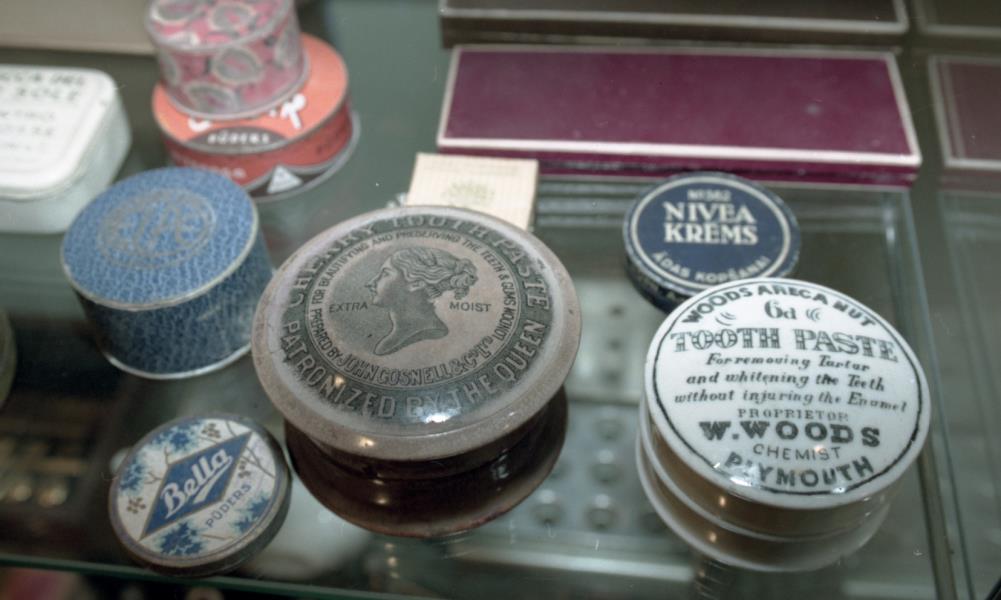 PŪDERS
NIVEA
KRĒMS
ĀDAS KOPŠANAI
CHERRY TOOTH PASTE
FOR BEAUTIFYING AND PRESERVING THE TEETH & GUMS
EXTRA MOIST
PREPARED BY JOHN GOSNELL & CO LTD LONDON
PATRONIZED BY THE QUEEN
WOODS ARECA NUT
6d
TOOTH PASTE
For removing Tartar
and whitening the Teeth
without injuring the Enamel
PROPRIETOR
W. WOODS
CHEMIST
PLYMOUTH
Bella
PŪDERS